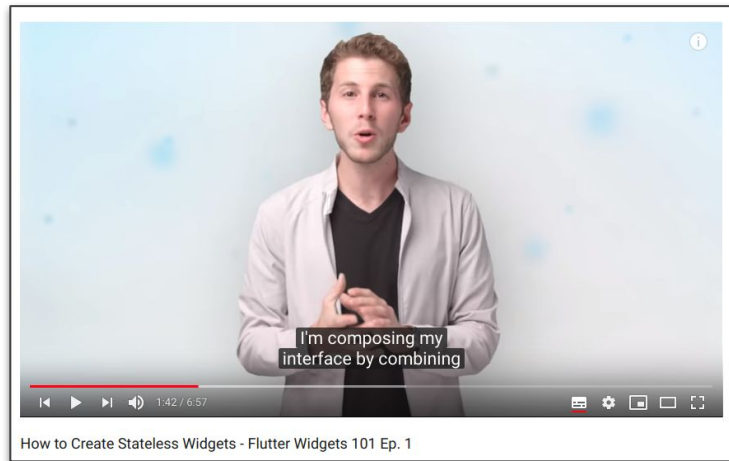 I'm composing my
interface by combining
1:42 / 6:57
How to Create Stateless Widgets - Flutter Widgets 101 Ep. 1